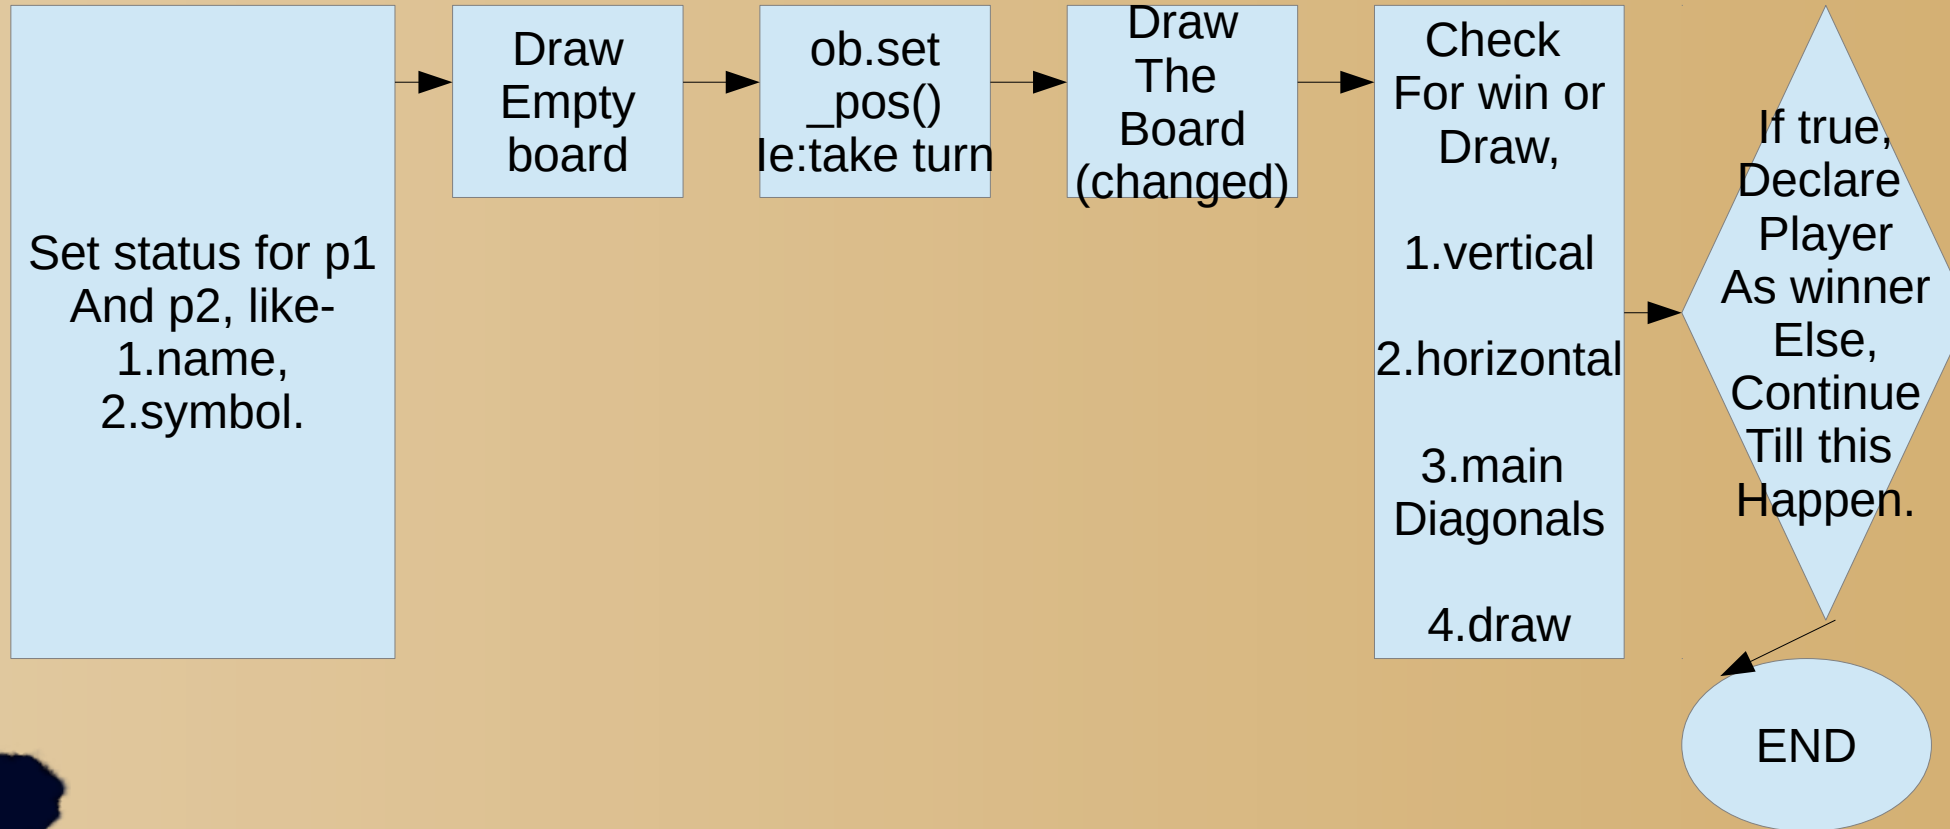 Set status for p1
And p2, like-
1.name,
2.symbol.
Draw
Empty
board
ob.set
_pos()
Ie:take turn
Draw
The
Board
(changed)
Check
For win or
Draw,
1.vertical
2.horizontal
3.main
Diagonals
4.draw
If true,
Declare
Player
As winner
Else,
Continue
Till this
Happen.
END